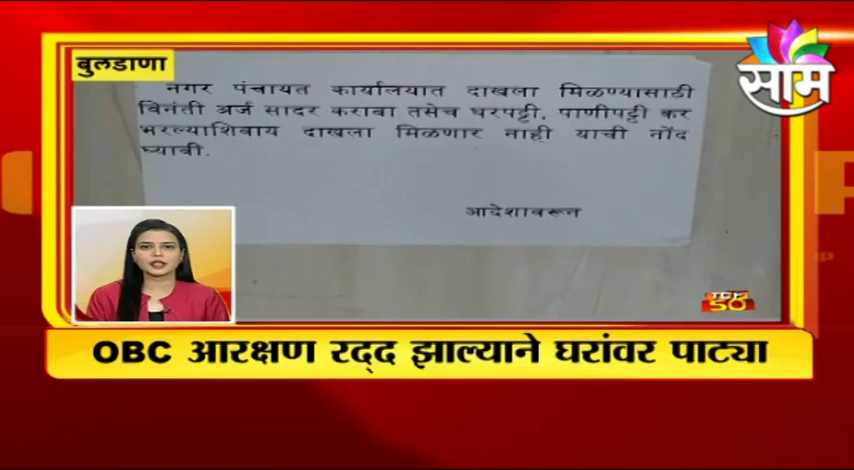 बुलडाणा
साम
नगर पंचायत कार्यालयात दाखला मिळण्यासाठी
विनंती अर्ज सादर करावा तसेच घरपट्टी, पाणीपट्टी कर
भरल्याशिवाय दाखला मिळणार नाही याची नोंद
घ्यावी.
आदेशावरून
TOP
50
OBC आरक्षण रद्द झाल्याने घरांवर पाट्या